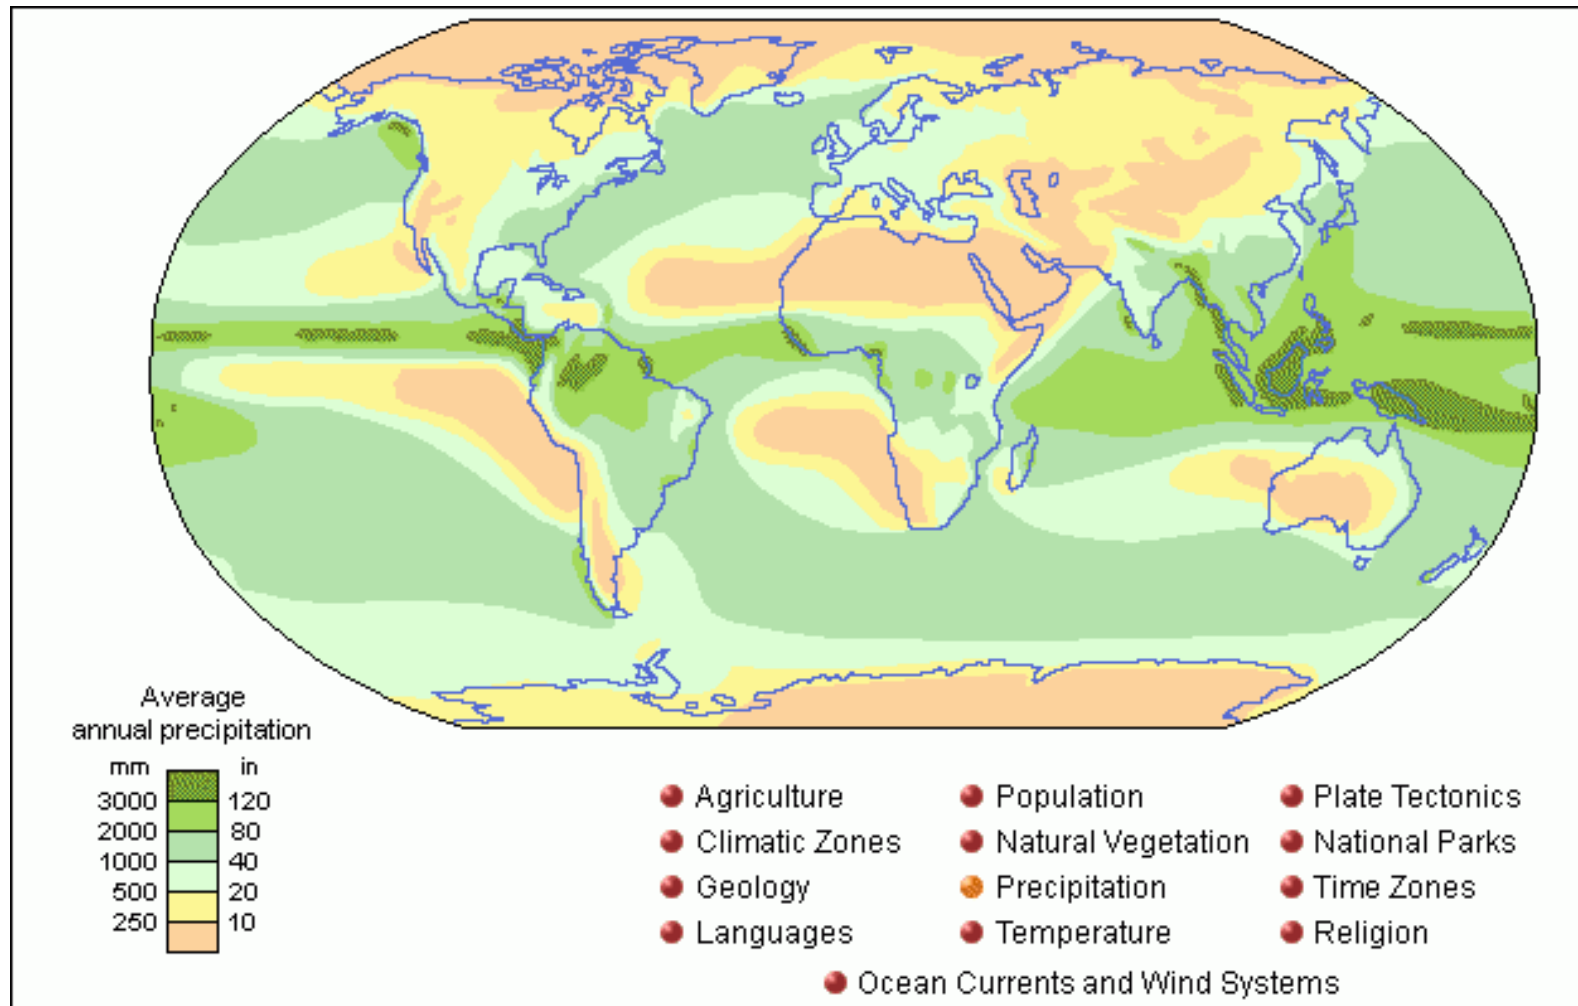 Average
annual precipitation
mm in
3000 120
2000 80
1000 40
500 20
250 10
Agriculture Population Plate Tectonics
Climatic Zones Natural Vegetation National Parks
Geology Precipitation Time Zones
Languages Temperature Religion
Ocean Currents and Wind Systems